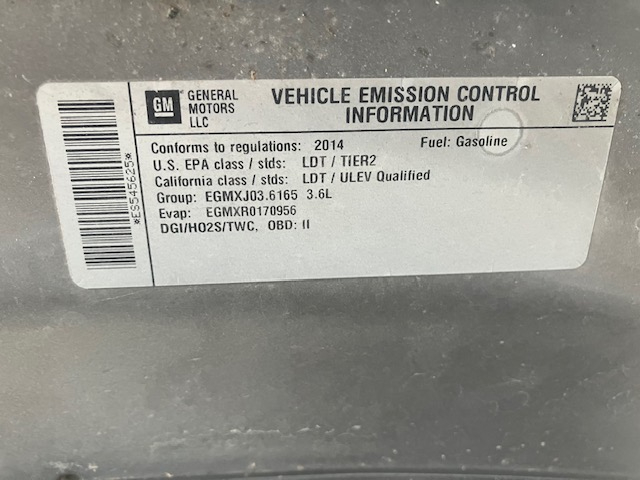 GM
GENERAL
MOTORS
LLC
VEHICLE EMISSION CONTROL
INFORMATION
Conforms to regulations: 2014 Fuel: Gasoline
U.S. EPA class / stds: LDT / TIER2
California class / stds: LDT / ULEV Qualified
Group: EGMXJ03.6165 3.6L
Evap: EGMXR0170956
DGI/HO2S/TWC, OBD: II
*ES545625*